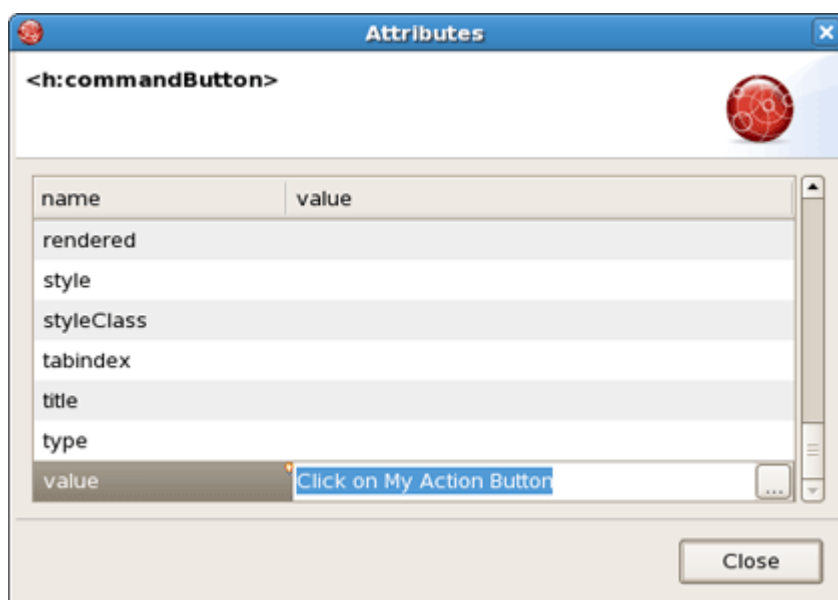 Attributes
<h:commandButton>
name value
rendered
style
styleClass
tabindex
title
type
value Click on My Action Button ...
Close